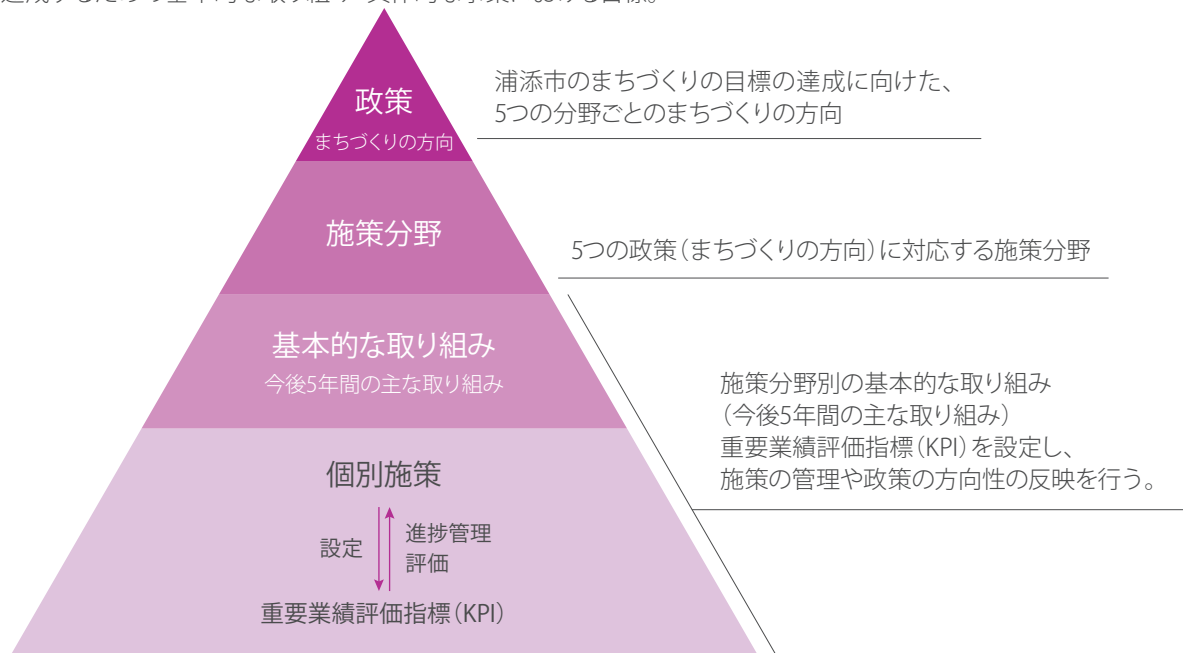 政策
まちづくりの方向
浦添市のまちづくりの目標の達成に向けた、
5つの分野ごとのまちづくりの方向
施策分野
5つの政策（まちづくりの方向）に対応する施策分野
基本的な取り組み
今後5年間の主な取り組み
施策分野別の基本的な取り組み
（今後5年間の主な取り組み）
重要業績評価指標（KPI）を設定し、
施策の管理や政策の方向性の反映を行う。
個別施策
設定
進捗管理
評価
重要業績評価指標（KPI）